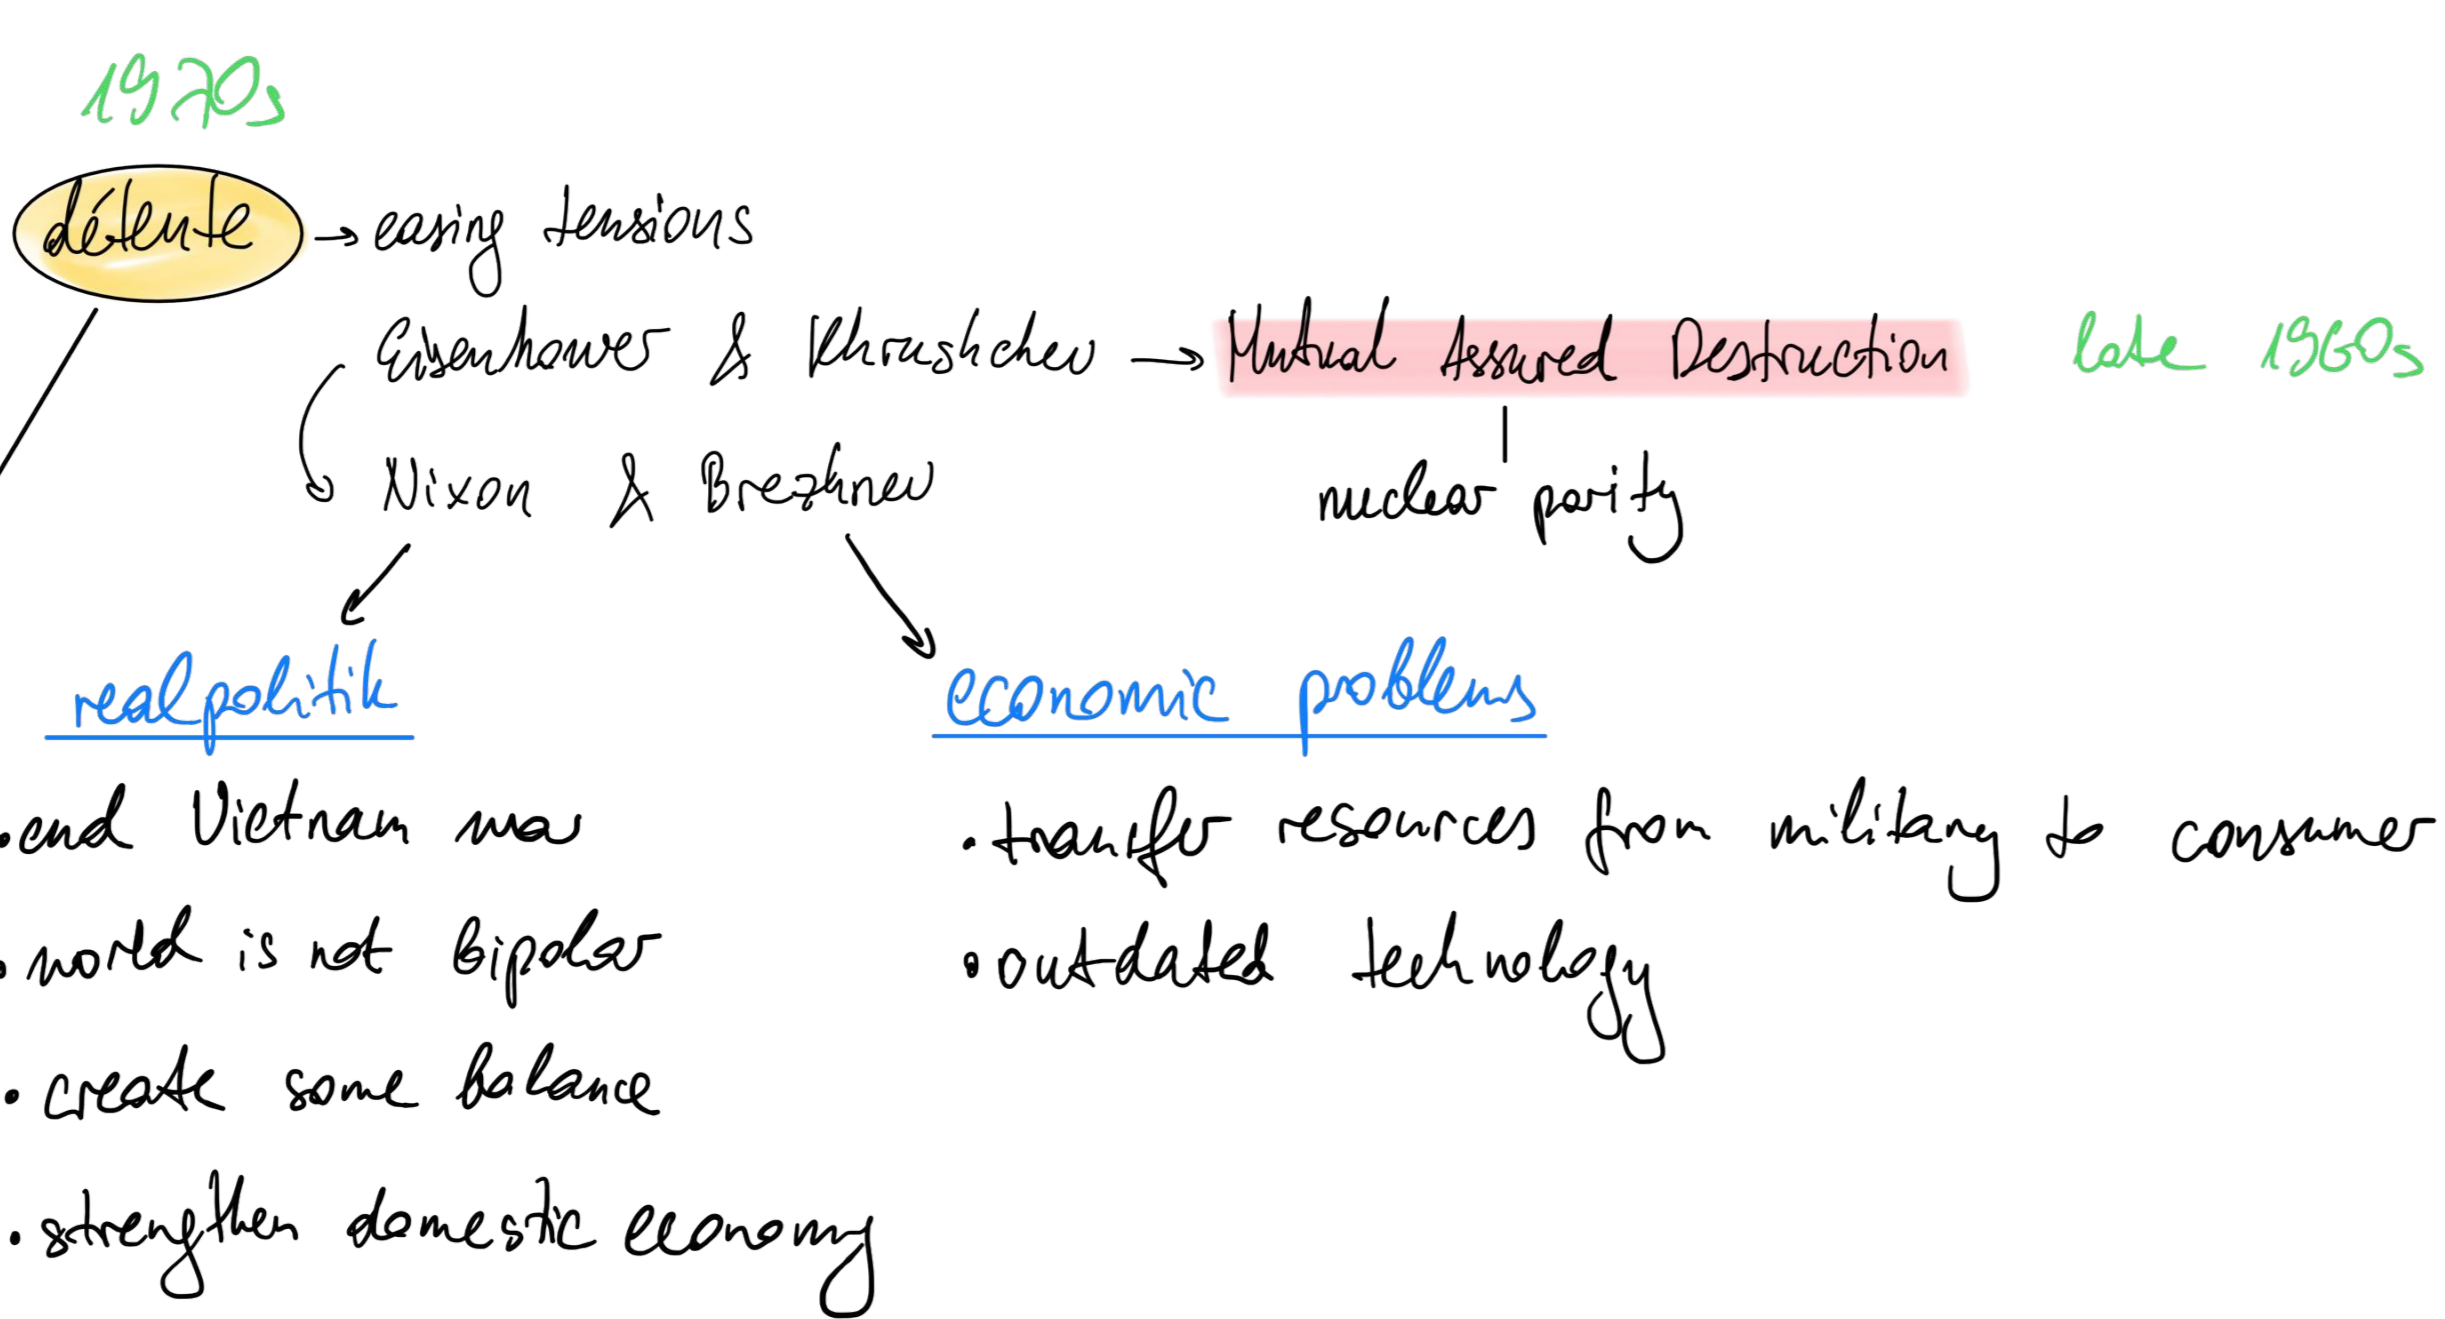 1970s
détente → easing tensions
Eisenhower & Khrushchev → Mutual Assured Destruction late 1960s
Nixon & Brezhnev
nuclear parity
realpolitik
economic problems
• end Vietnam war
• transfer resources from military to consumer
• world is not bipolar
• outdated technology
• create some balance
• strengthen domestic economy